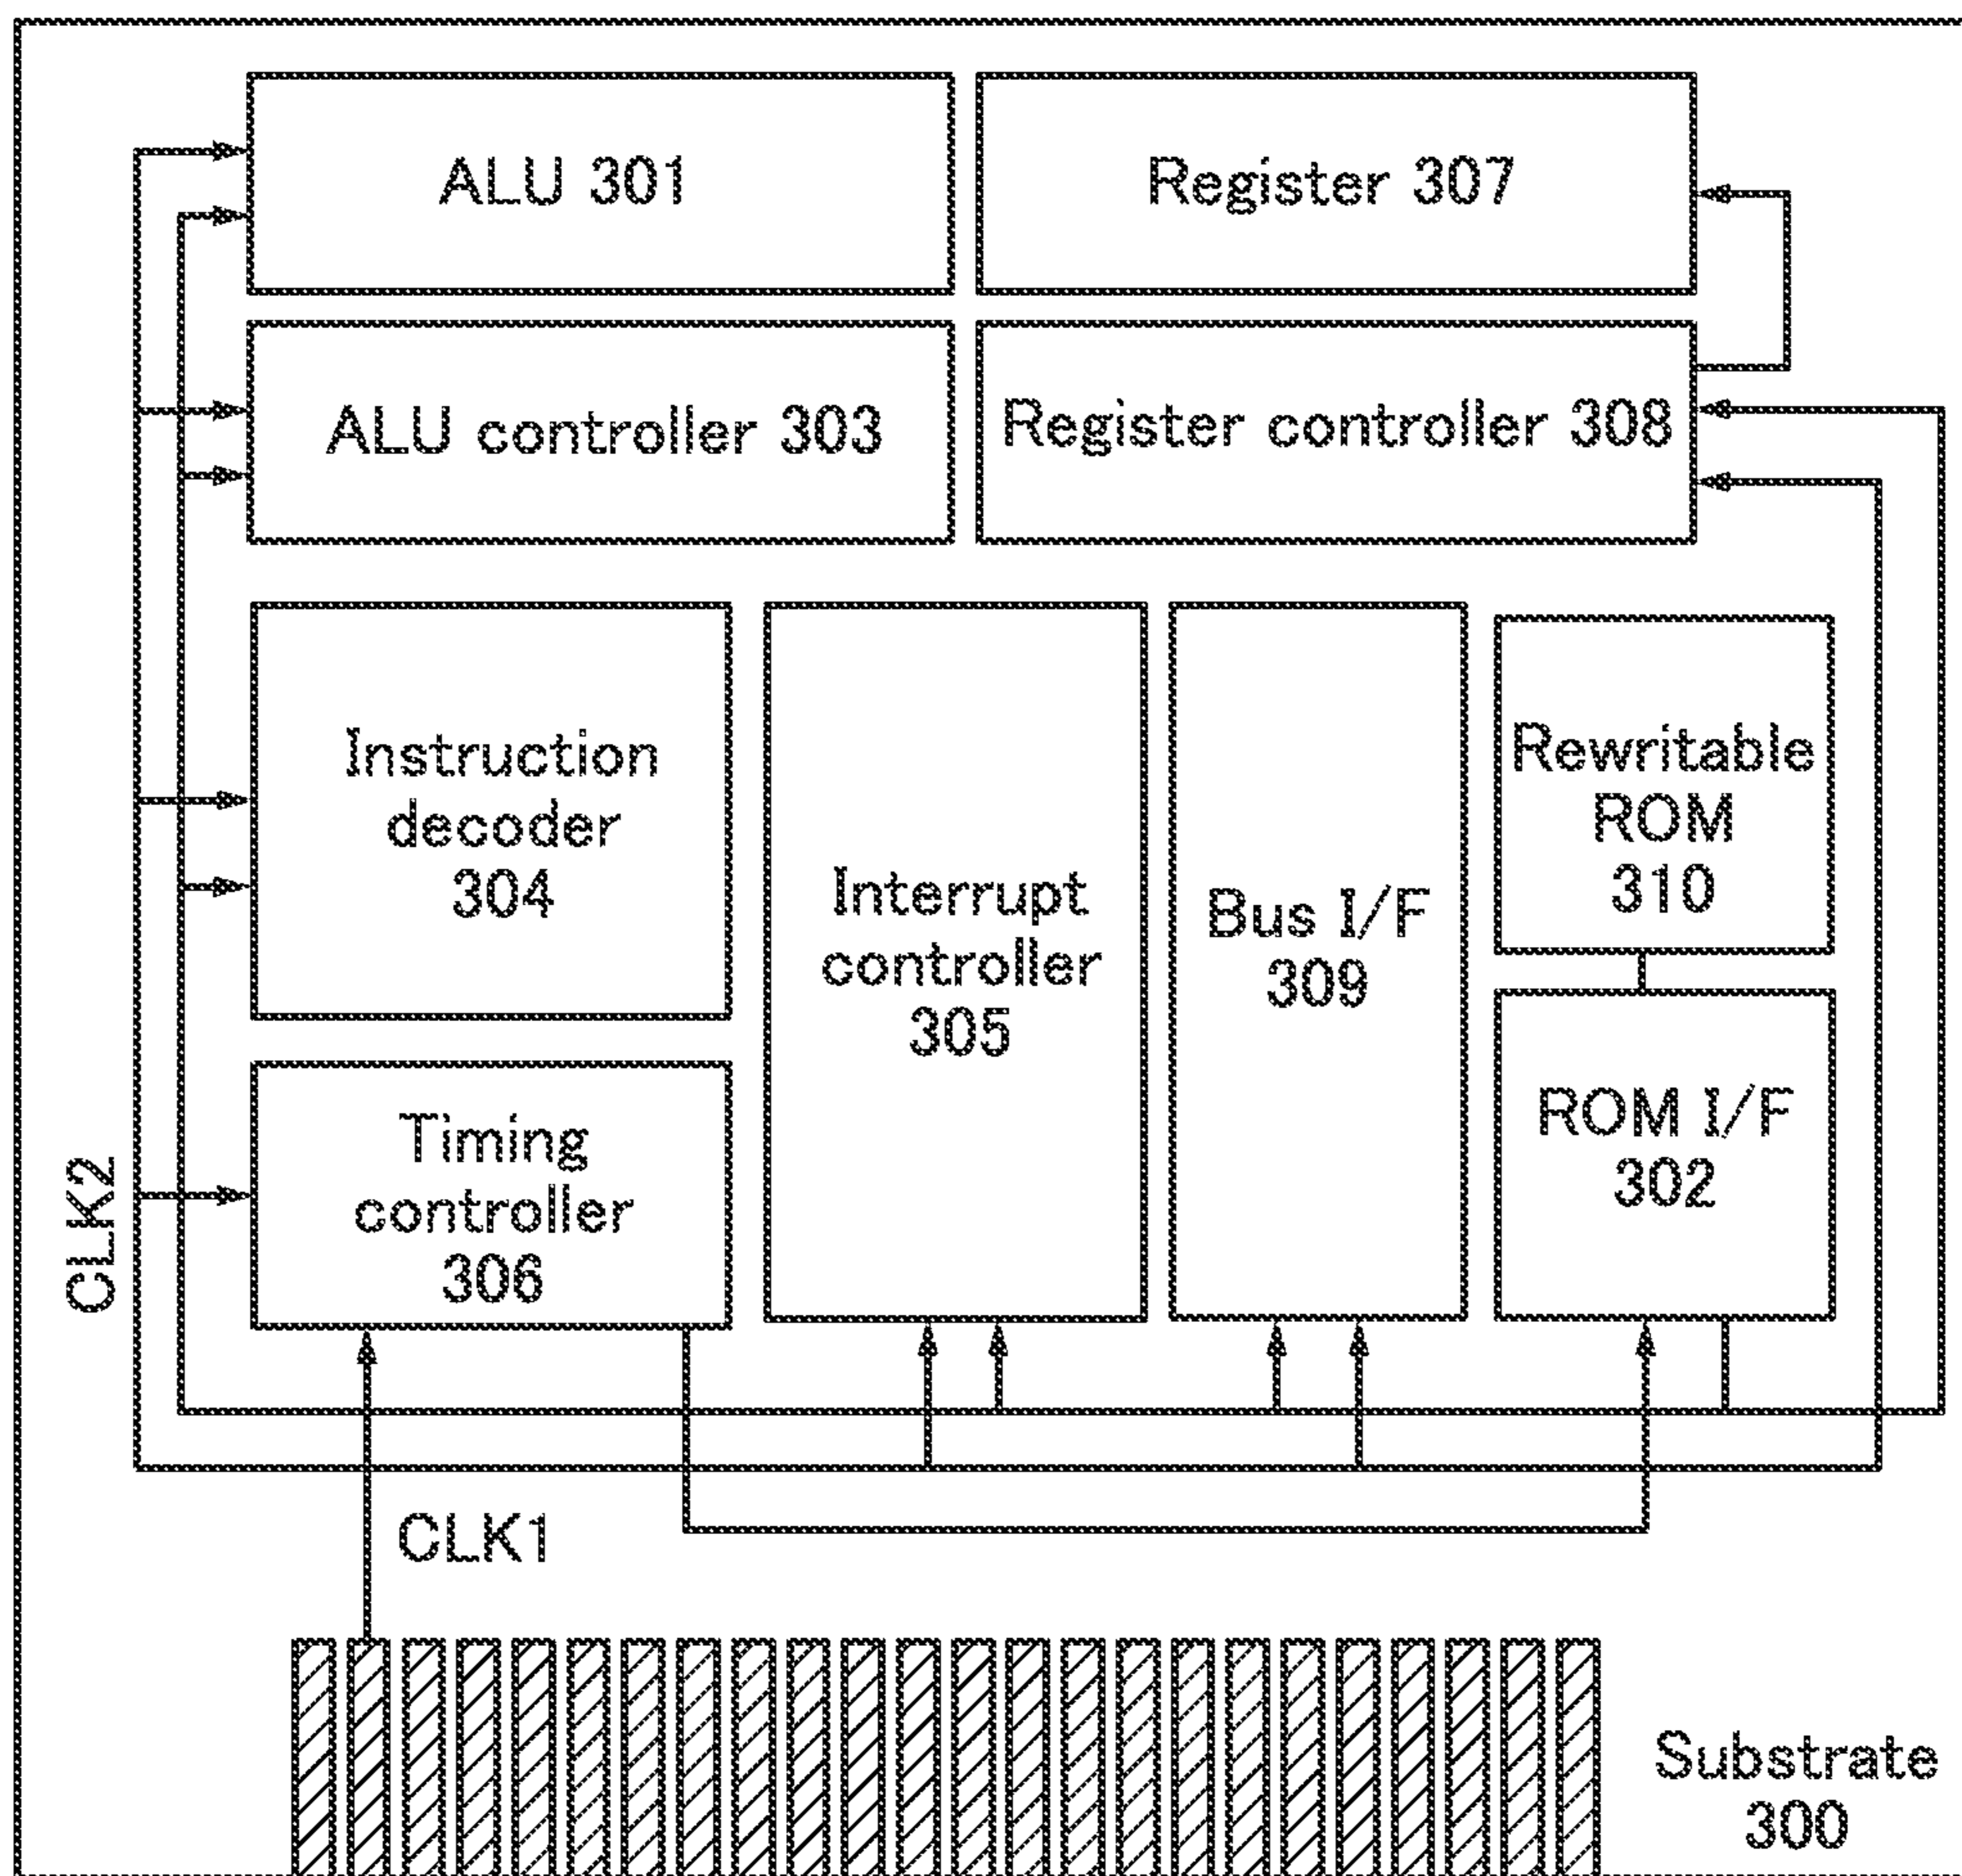 ALU 301
Register 307
ALU controller 303
Register controller 308
Instruction
decoder
304
Interrupt
controller
305
Bus I/F
309
Rewritable
ROM
310
ROM I/F
302
Timing
controller
306
CLK2
CLK1
Substrate
300